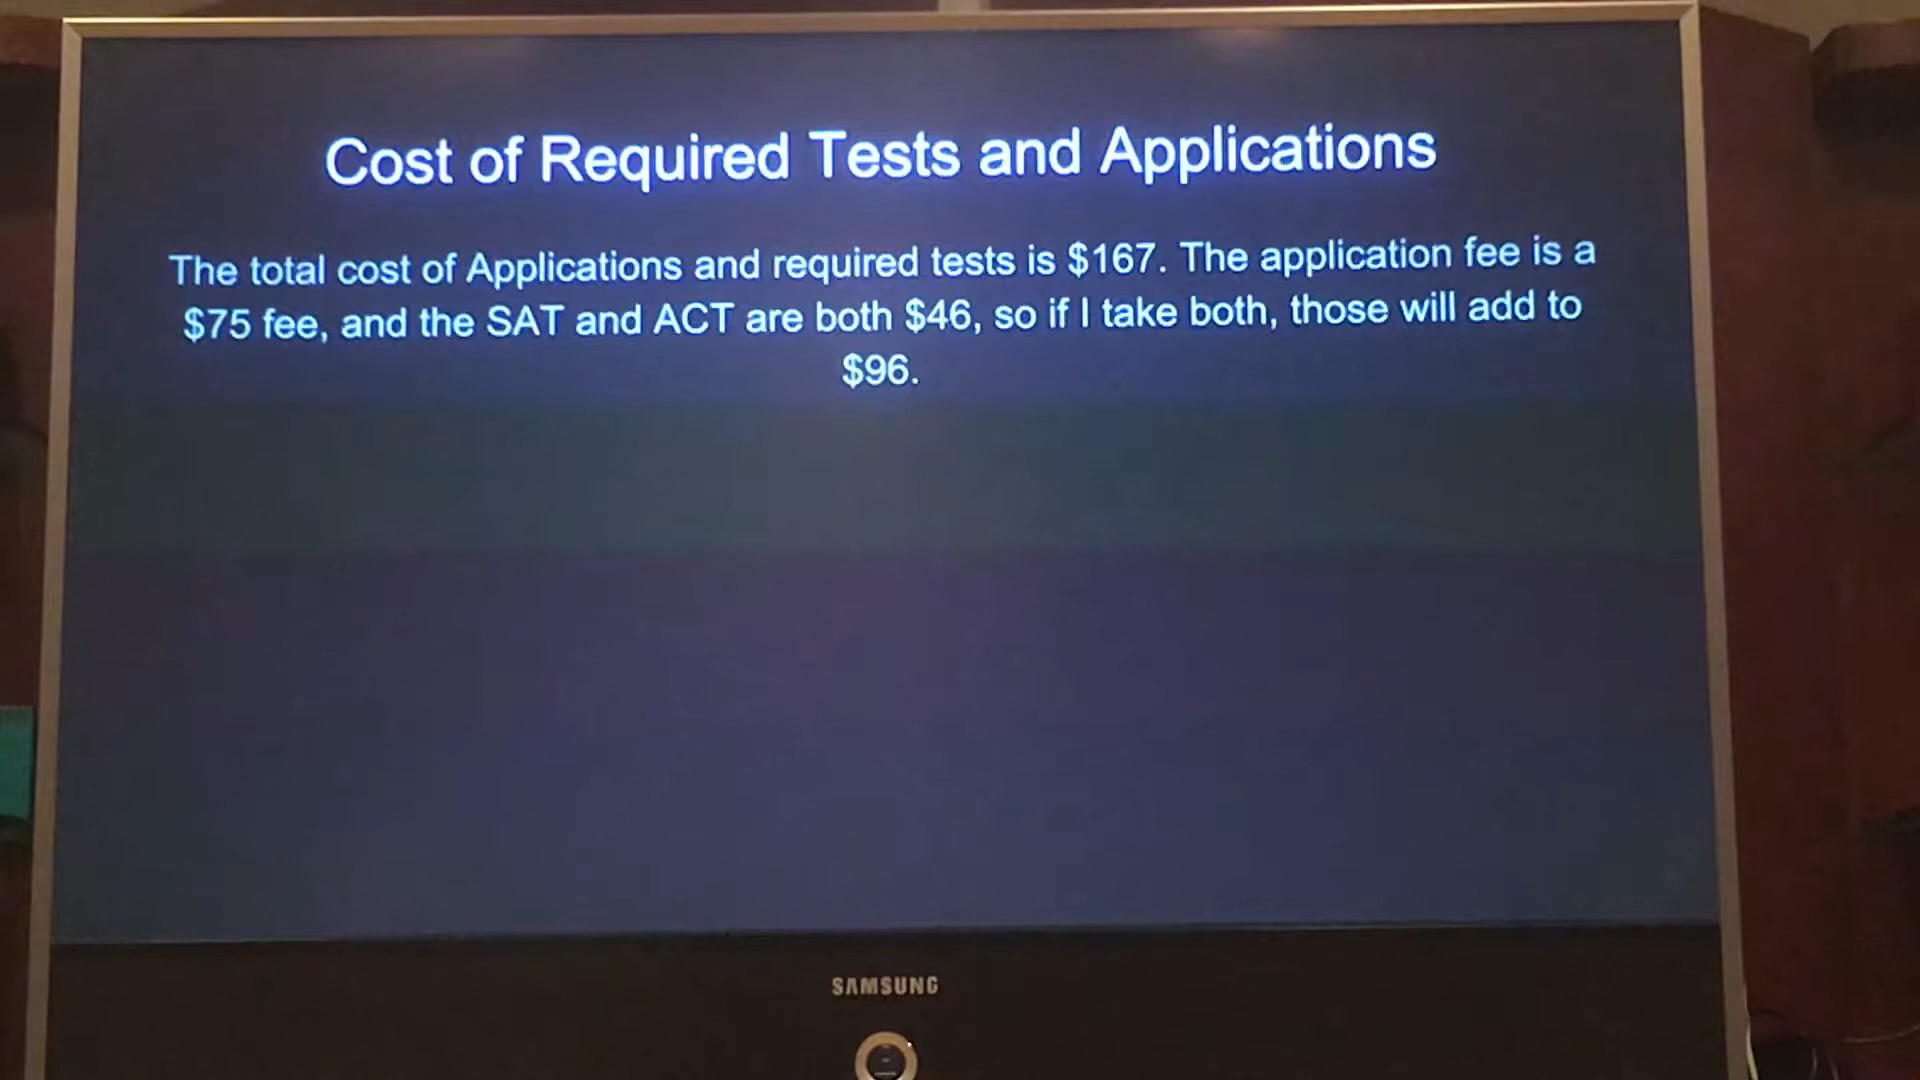 Cost of Required Tests and Applications
The total cost of Applications and required tests is $167. The application fee is a
$75 fee, and the SAT and ACT are both $46, so if I take both, those will add to
$96.
SAMSUNG